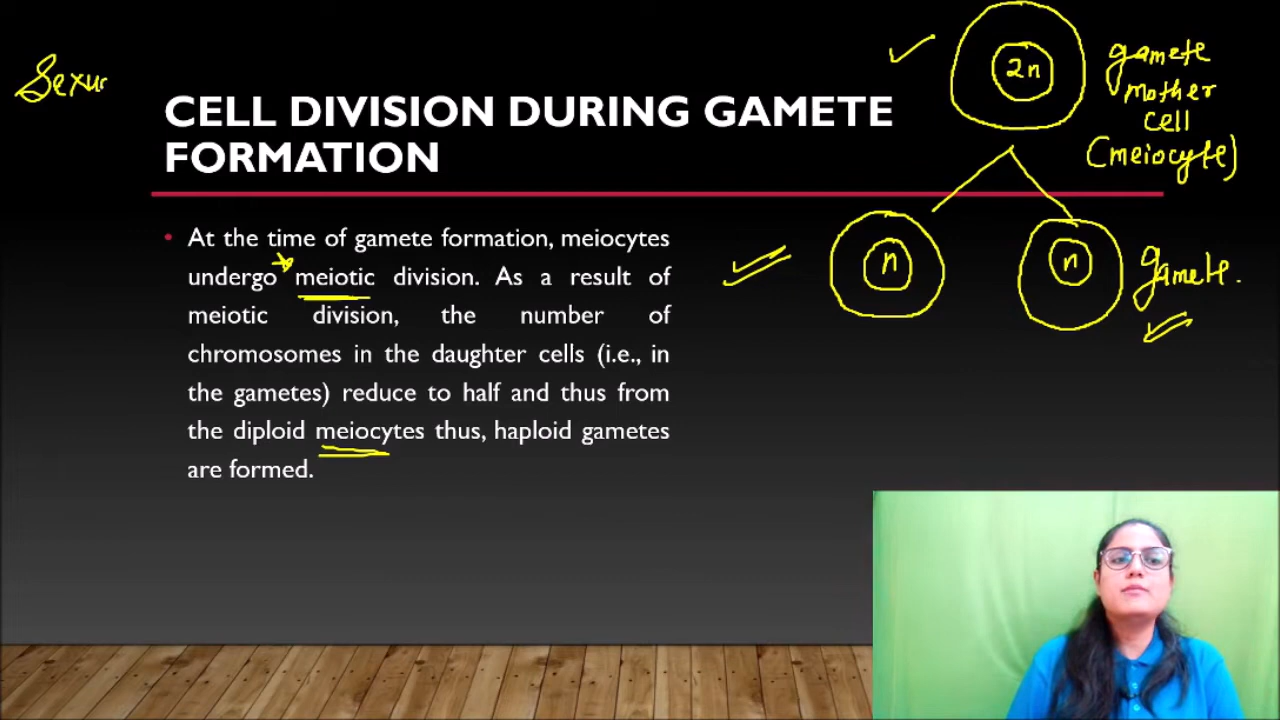 Sexu
CELL DIVISION DURING GAMETE
FORMATION
• At the time of gamete formation, meiocytes
undergo meiotic division. As a result of
meiotic division, the number of
chromosomes in the daughter cells (i.e., in
the gametes) reduce to half and thus from
the diploid meiocytes thus, haploid gametes
are formed.
2n
gamete
mother
cell
(meiocyte)
n
n
gamete.